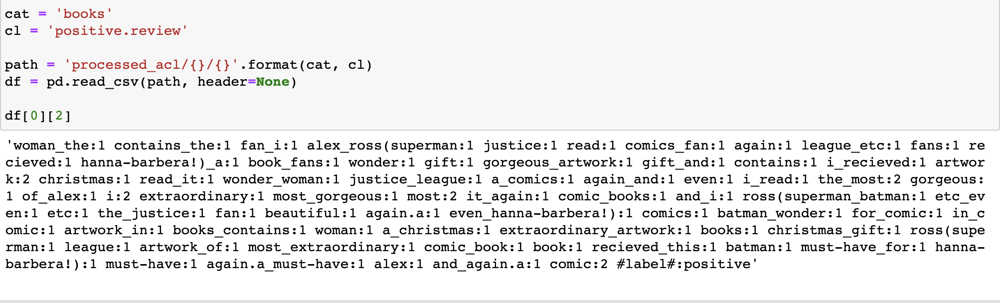 cat = 'books'
cl = 'positive.review'
path = 'processed_acl/{}/{}'.format(cat, cl)
df = pd.read_csv(path, header=None)
df[0][2]
'woman_the:1 contains_the:1 fan_i:1 alex_ross(superman:1 justice:1 read:1 comics_fan:1 again:1 league_etc:1 fans:1 re
cieved:1 hanna-barbera!)_a:1 book_fans:1 wonder:1 gift:1 gorgeous_artwork:1 gift_and:1 contains:1 i_recieved:1 artwor
k:2 christmas:1 read_it:1 wonder_woman:1 justice_league:1 a_comics:1 again_and:1 even:1 i_read:1 the_most:2 gorgeous:
1 of_alex:1 i:2 extraordinary:1 most_gorgeous:1 most:2 it_again:1 comic_books:1 and_i:1 ross(superman_batman:1 etc_ev
en:1 etc:1 the_justice:1 fan:1 beautiful:1 again.a:1 even_hanna-barbera!):1 comics:1 batman_wonder:1 for_comic:1 in_c
omic:1 artwork_in:1 books_contains:1 woman:1 a_christmas:1 extraordinary_artwork:1 books:1 christmas_gift:1 ross(supe
rman:1 league:1 artwork_of:1 most_extraordinary:1 comic_book:1 book:1 recieved_this:1 batman:1 must-have_for:1 hanna-
barbera!):1 must-have:1 again.a_must-have:1 alex:1 and_again.a:1 comic:2 #label#:positive'